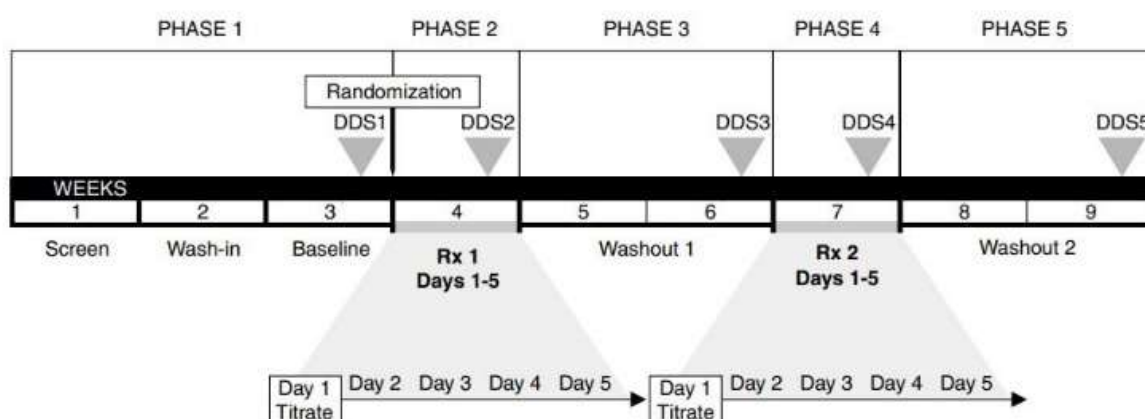 PHASE 1 PHASE 2 PHASE 3 PHASE 4 PHASE 5
Randomization
DDS1 DDS2 DDS3 DDS4 DDS5
WEEKS
1 2 3 4 5 6 7 8 9
Screen Wash-in Baseline Rx 1 Washout 1 Rx 2 Washout 2
Days 1-5 Days 1-5
Day 1 Day 2 Day 3 Day 4 Day 5 Day 1 Day 2 Day 3 Day 4 Day 5
Titrate Titrate